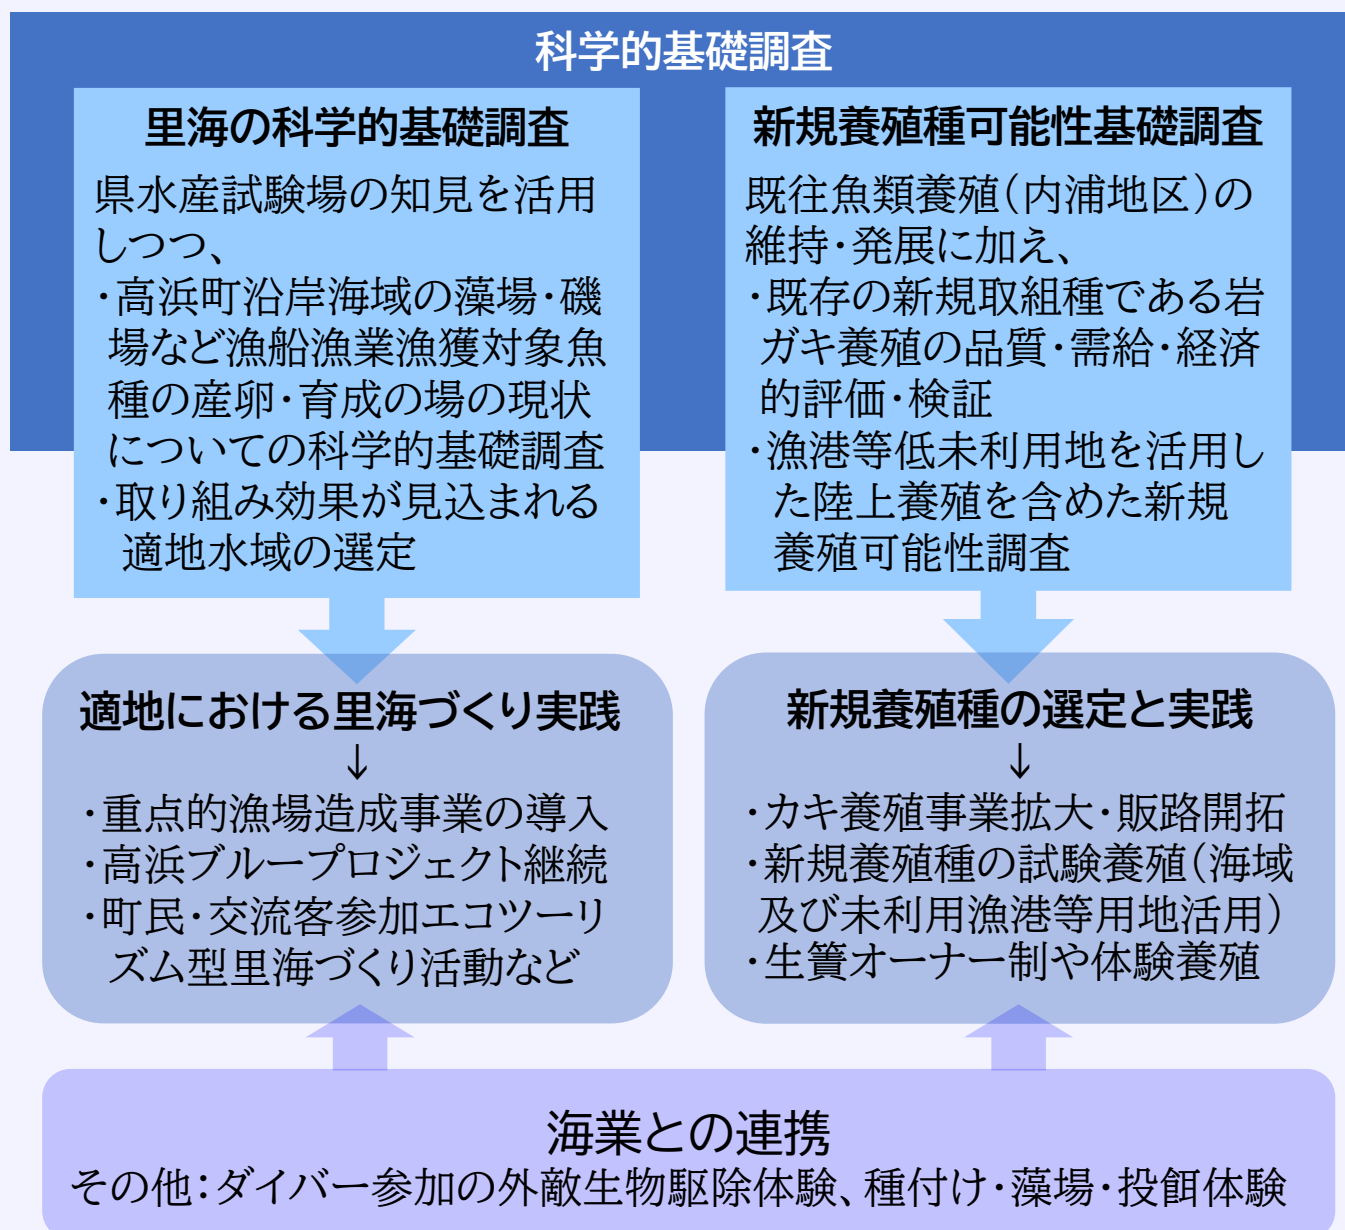 科学的基礎調査
里海の科学的基礎調査
県水産試験場の知見を活用
しつつ、
・高浜町沿岸海域の藻場・磯
場など漁船漁業漁獲対象魚
種の産卵・育成の場の現状
についての科学的基礎調査
・取り組み効果が見込まれる
適地水域の選定
新規養殖種可能性基礎調査
既往魚類養殖(内浦地区)の
維持・発展に加え、
・既存の新規取組種である岩
ガキ養殖の品質・需給・経済
的評価・検証
・漁港等低未利用地を活用し
た陸上養殖を含めた新規
養殖可能性調査
適地における里海づくり実践
↓
・重点的漁場造成事業の導入
・高浜ブループロジェクト継続
・町民・交流客参加エコツーリ
ズム型里海づくり活動など
新規養殖種の選定と実践
↓
・カキ養殖事業拡大・販路開拓
・新規養殖種の試験養殖(海域
及び未利用漁港等用地活用)
・生簀オーナー制や体験養殖
海業との連携
その他:ダイバー参加の外敵生物駆除体験、種付け・藻場・投餌体験